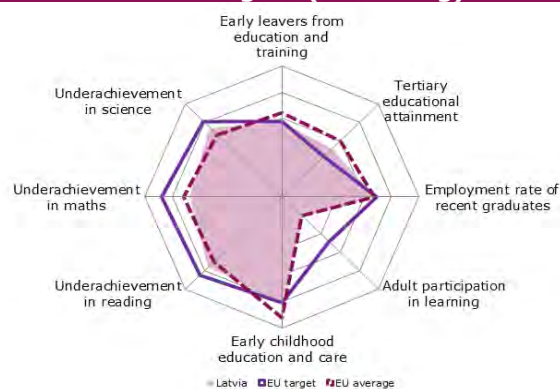 Early leavers from
education and
training
Tertiary
educational
attainment
Employment rate of
recent graduates
Adult participation
in learning
Early childhood
education and care
Underachievement
in reading
Underachievement
in maths
Underachievement
in science
Latvia EU target EU average